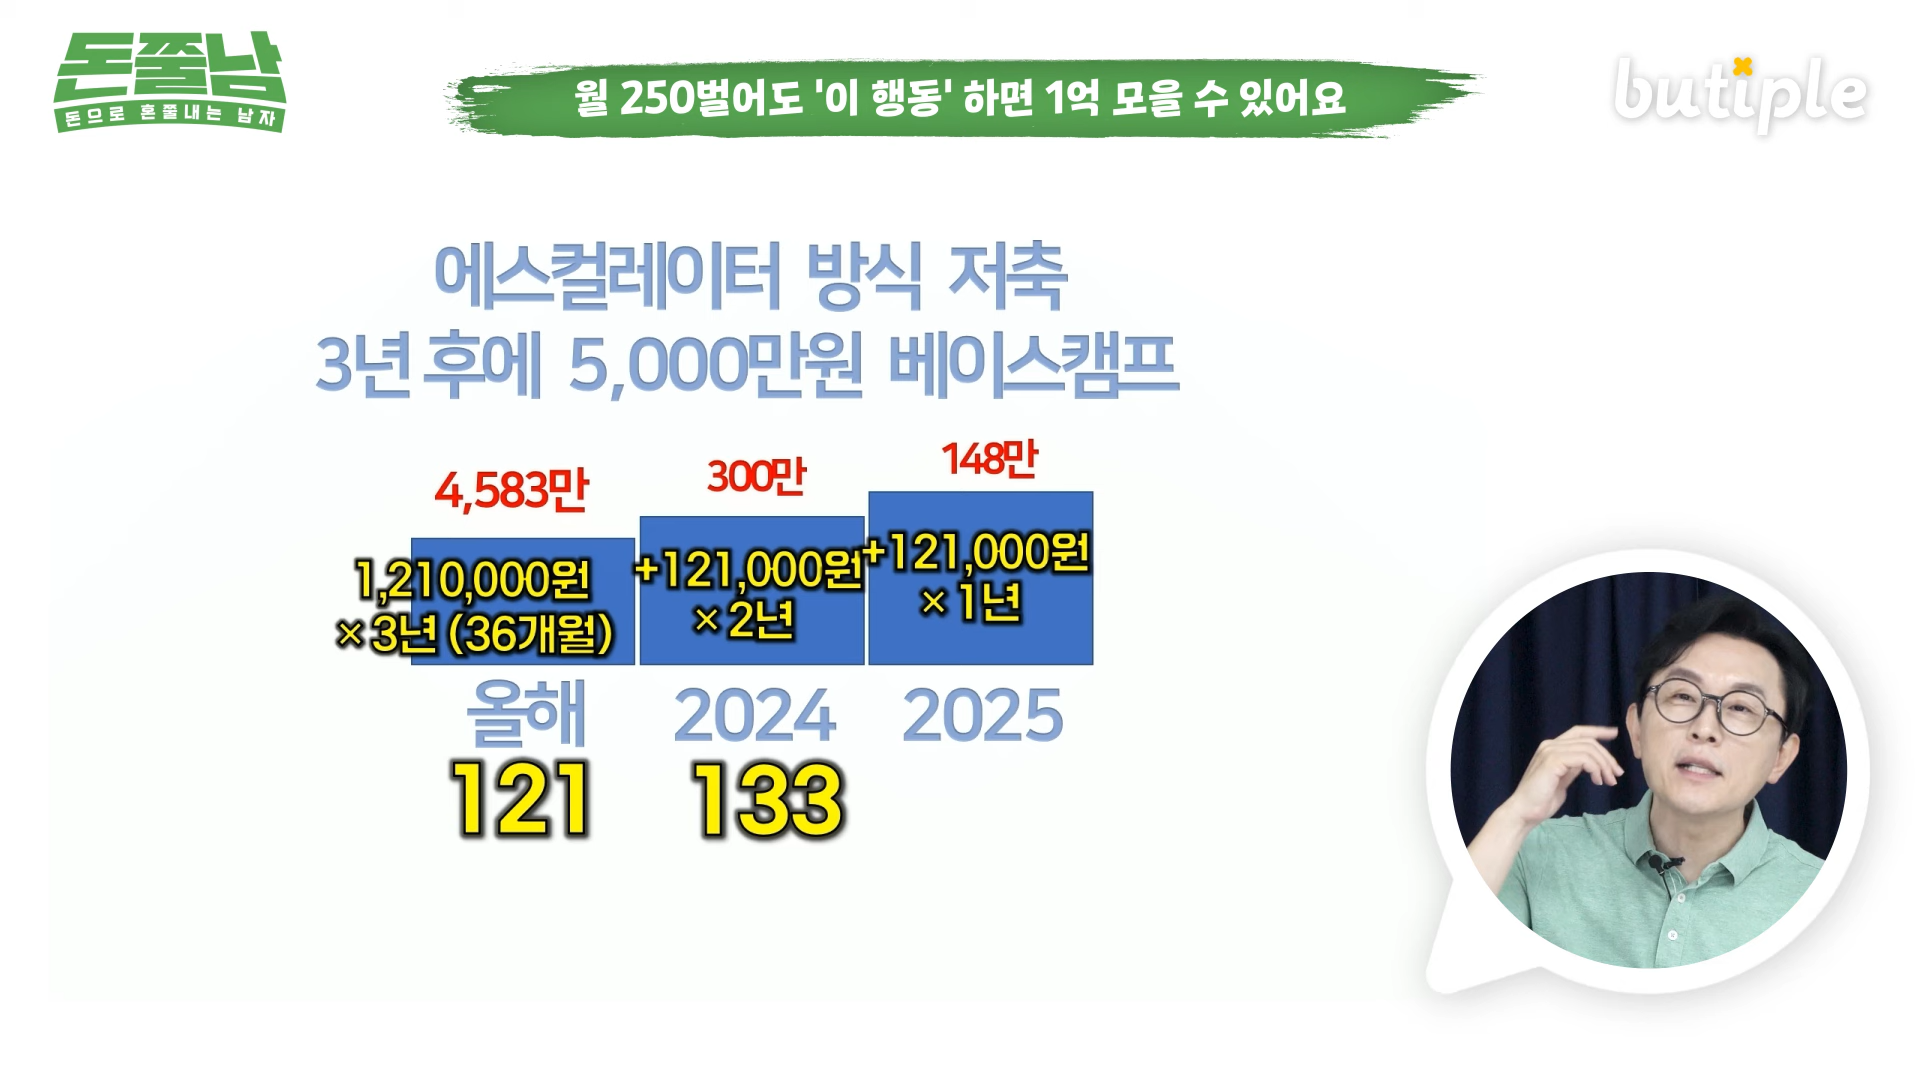 돈쭐남
돈으로 혼쭐내는 남자
월 250벌어도 '이 행동' 하면 1억 모을 수 있어요
butiple
에스컬레이터 방식 저축
3년 후에 5,000만원 베이스캠프
4,583만
300만
148만
1,210,000원
× 3년 (36개월)
+121,000원
× 2년
+121,000원
× 1년
올해
2024
2025
121
133